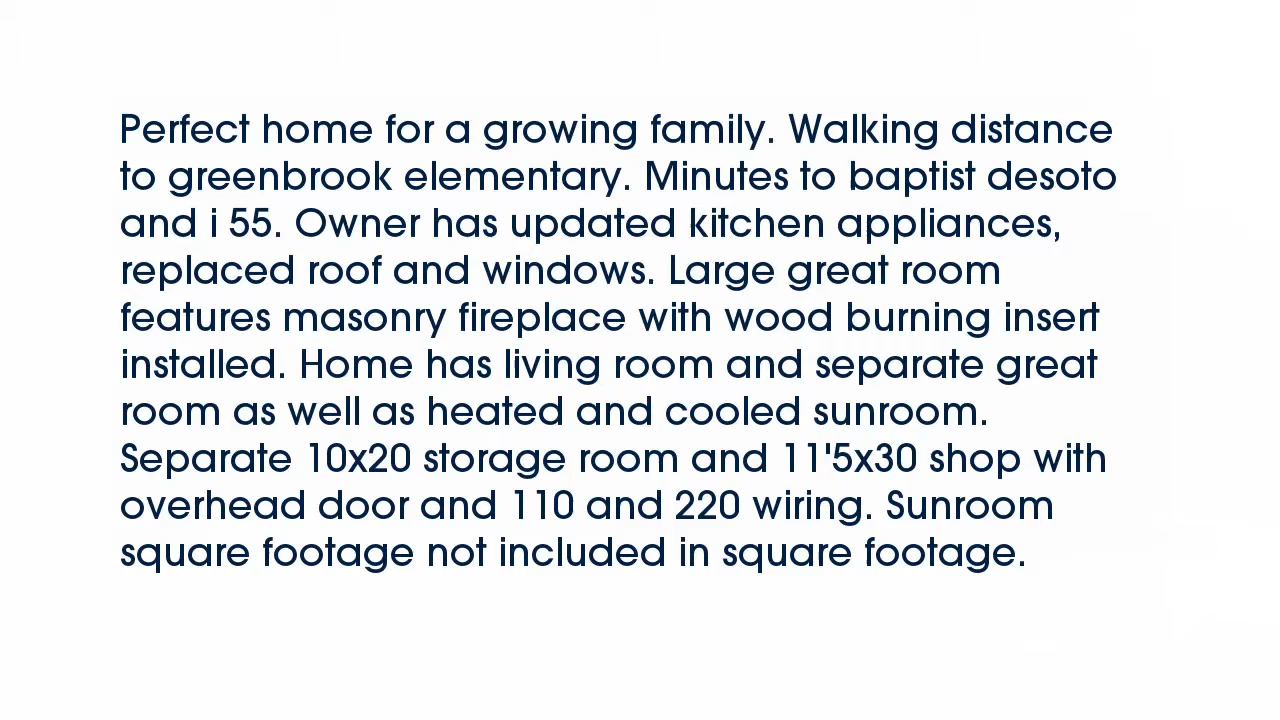 Perfect home for a growing family. Walking distance
to greenbrook elementary. Minutes to baptist desoto
and i 55. Owner has updated kitchen appliances,
replaced roof and windows. Large great room
features masonry fireplace with wood burning insert
installed. Home has living room and separate great
room as well as heated and cooled sunroom.
Separate 10x20 storage room and 11'5x30 shop with
overhead door and 110 and 220 wiring. Sunroom
square footage not included in square footage.